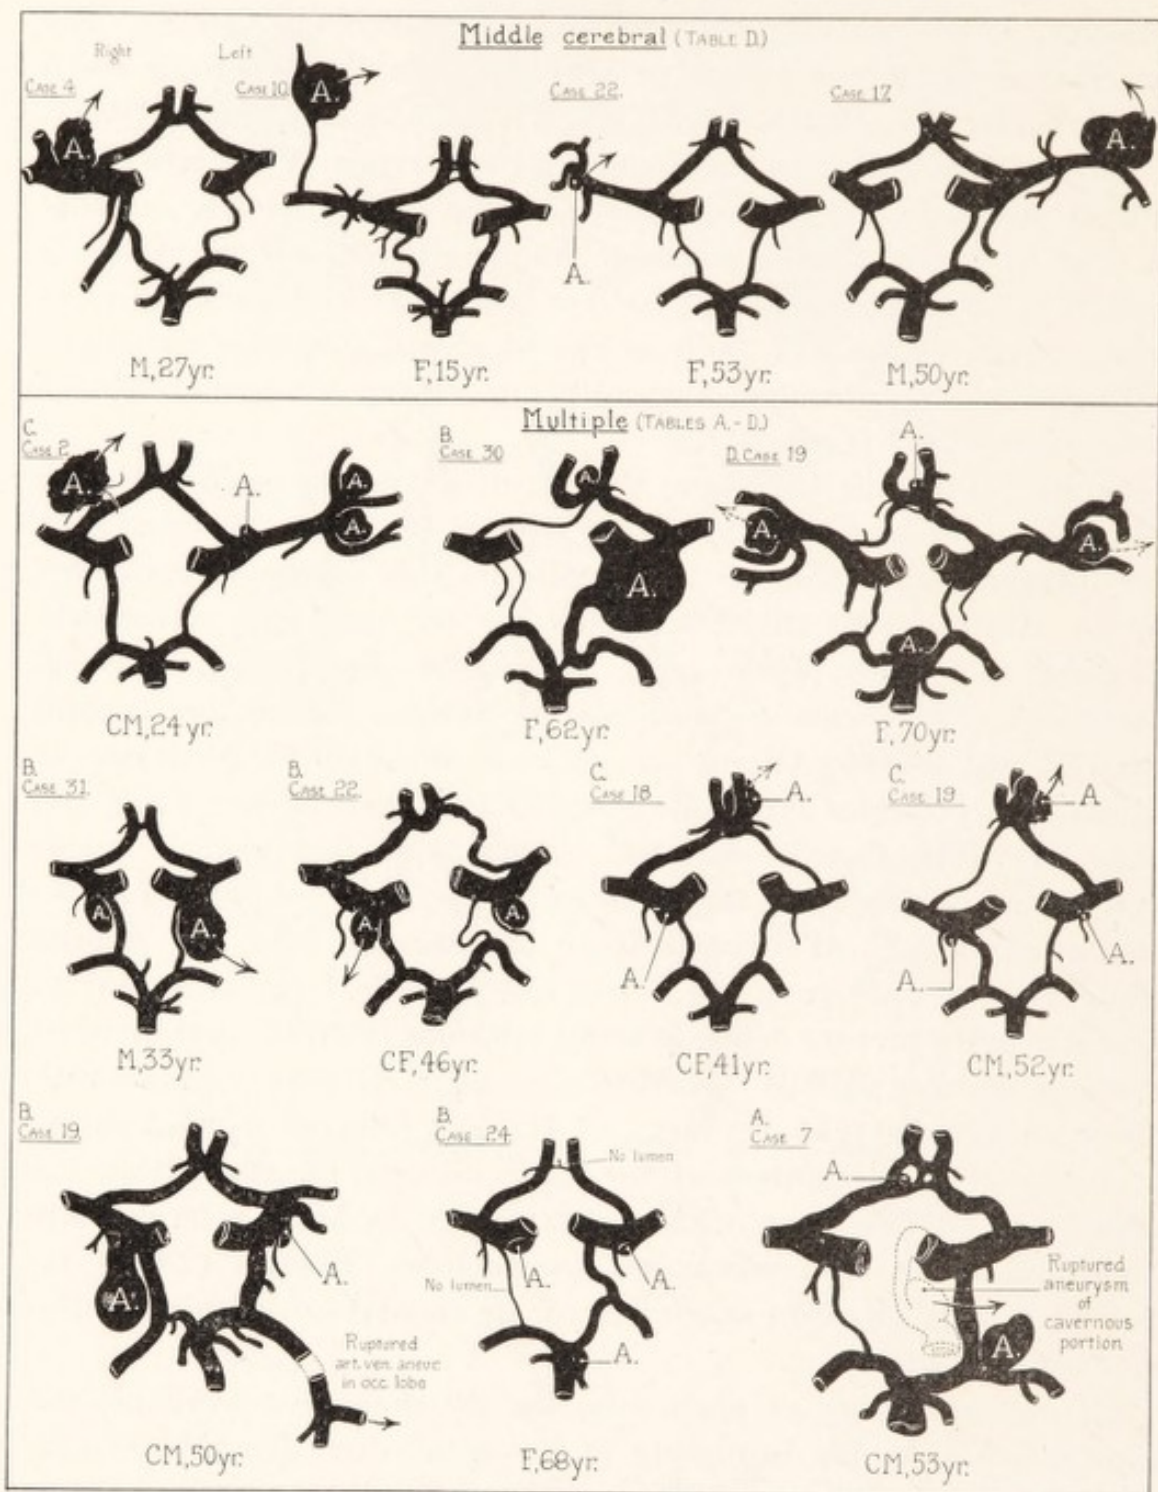 Middle cerebral (TABLE D.)
Right Left
CASE 4
A.
M, 27yr.
CASE 10.
A.
F, 15yr.
CASE 22.
A.
F, 53yr.
CASE 17
A.
M, 50yr.
Multiple (TABLES A.-D.)
C.
CASE 2.
A.
A.
A.
A.
CM, 24yr.
B.
CASE 30
A.
A.
F, 62yr.
D. CASE 19
A.
A.
A.
A.
F, 70yr.
B.
CASE 31.
A.
A.
M, 33yr.
B.
CASE 22.
A.
A.
CF, 46yr.
C.
CASE 18
A.
A.
CF, 41yr.
C.
CASE 19
A
A.
A.
CM, 52yr.
B.
CASE 19.
A.
A.
Ruptured
art. ven. aneur.
in occ. lobe
CM, 50yr.
B.
CASE 24
No lumen
No lumen
A.
A.
A.
F, 68yr.
A.
CASE 7
A.
Ruptured
aneurysm
of
cavernous
portion
A.
CM, 53yr.